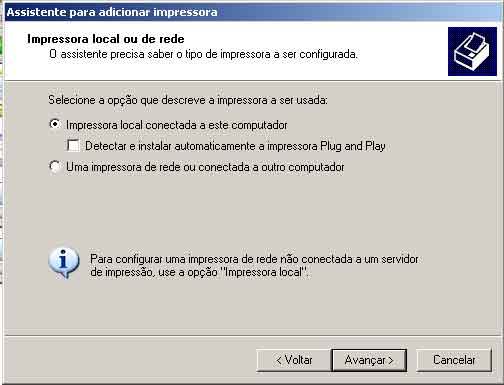 Assistente para adicionar impressora
Impressora local ou de rede
O assistente precisa saber o tipo de impressora a ser configurada.
Selecione a opção que descreve a impressora a ser usada:
Impressora local conectada a este computador
Detectar e instalar automaticamente a impressora Plug and Play
Uma impressora de rede ou conectada a outro computador
Para configurar uma impressora de rede não conectada a um servidor
de impressão, use a opção "Impressora local".
< Voltar
Avançar >
Cancelar